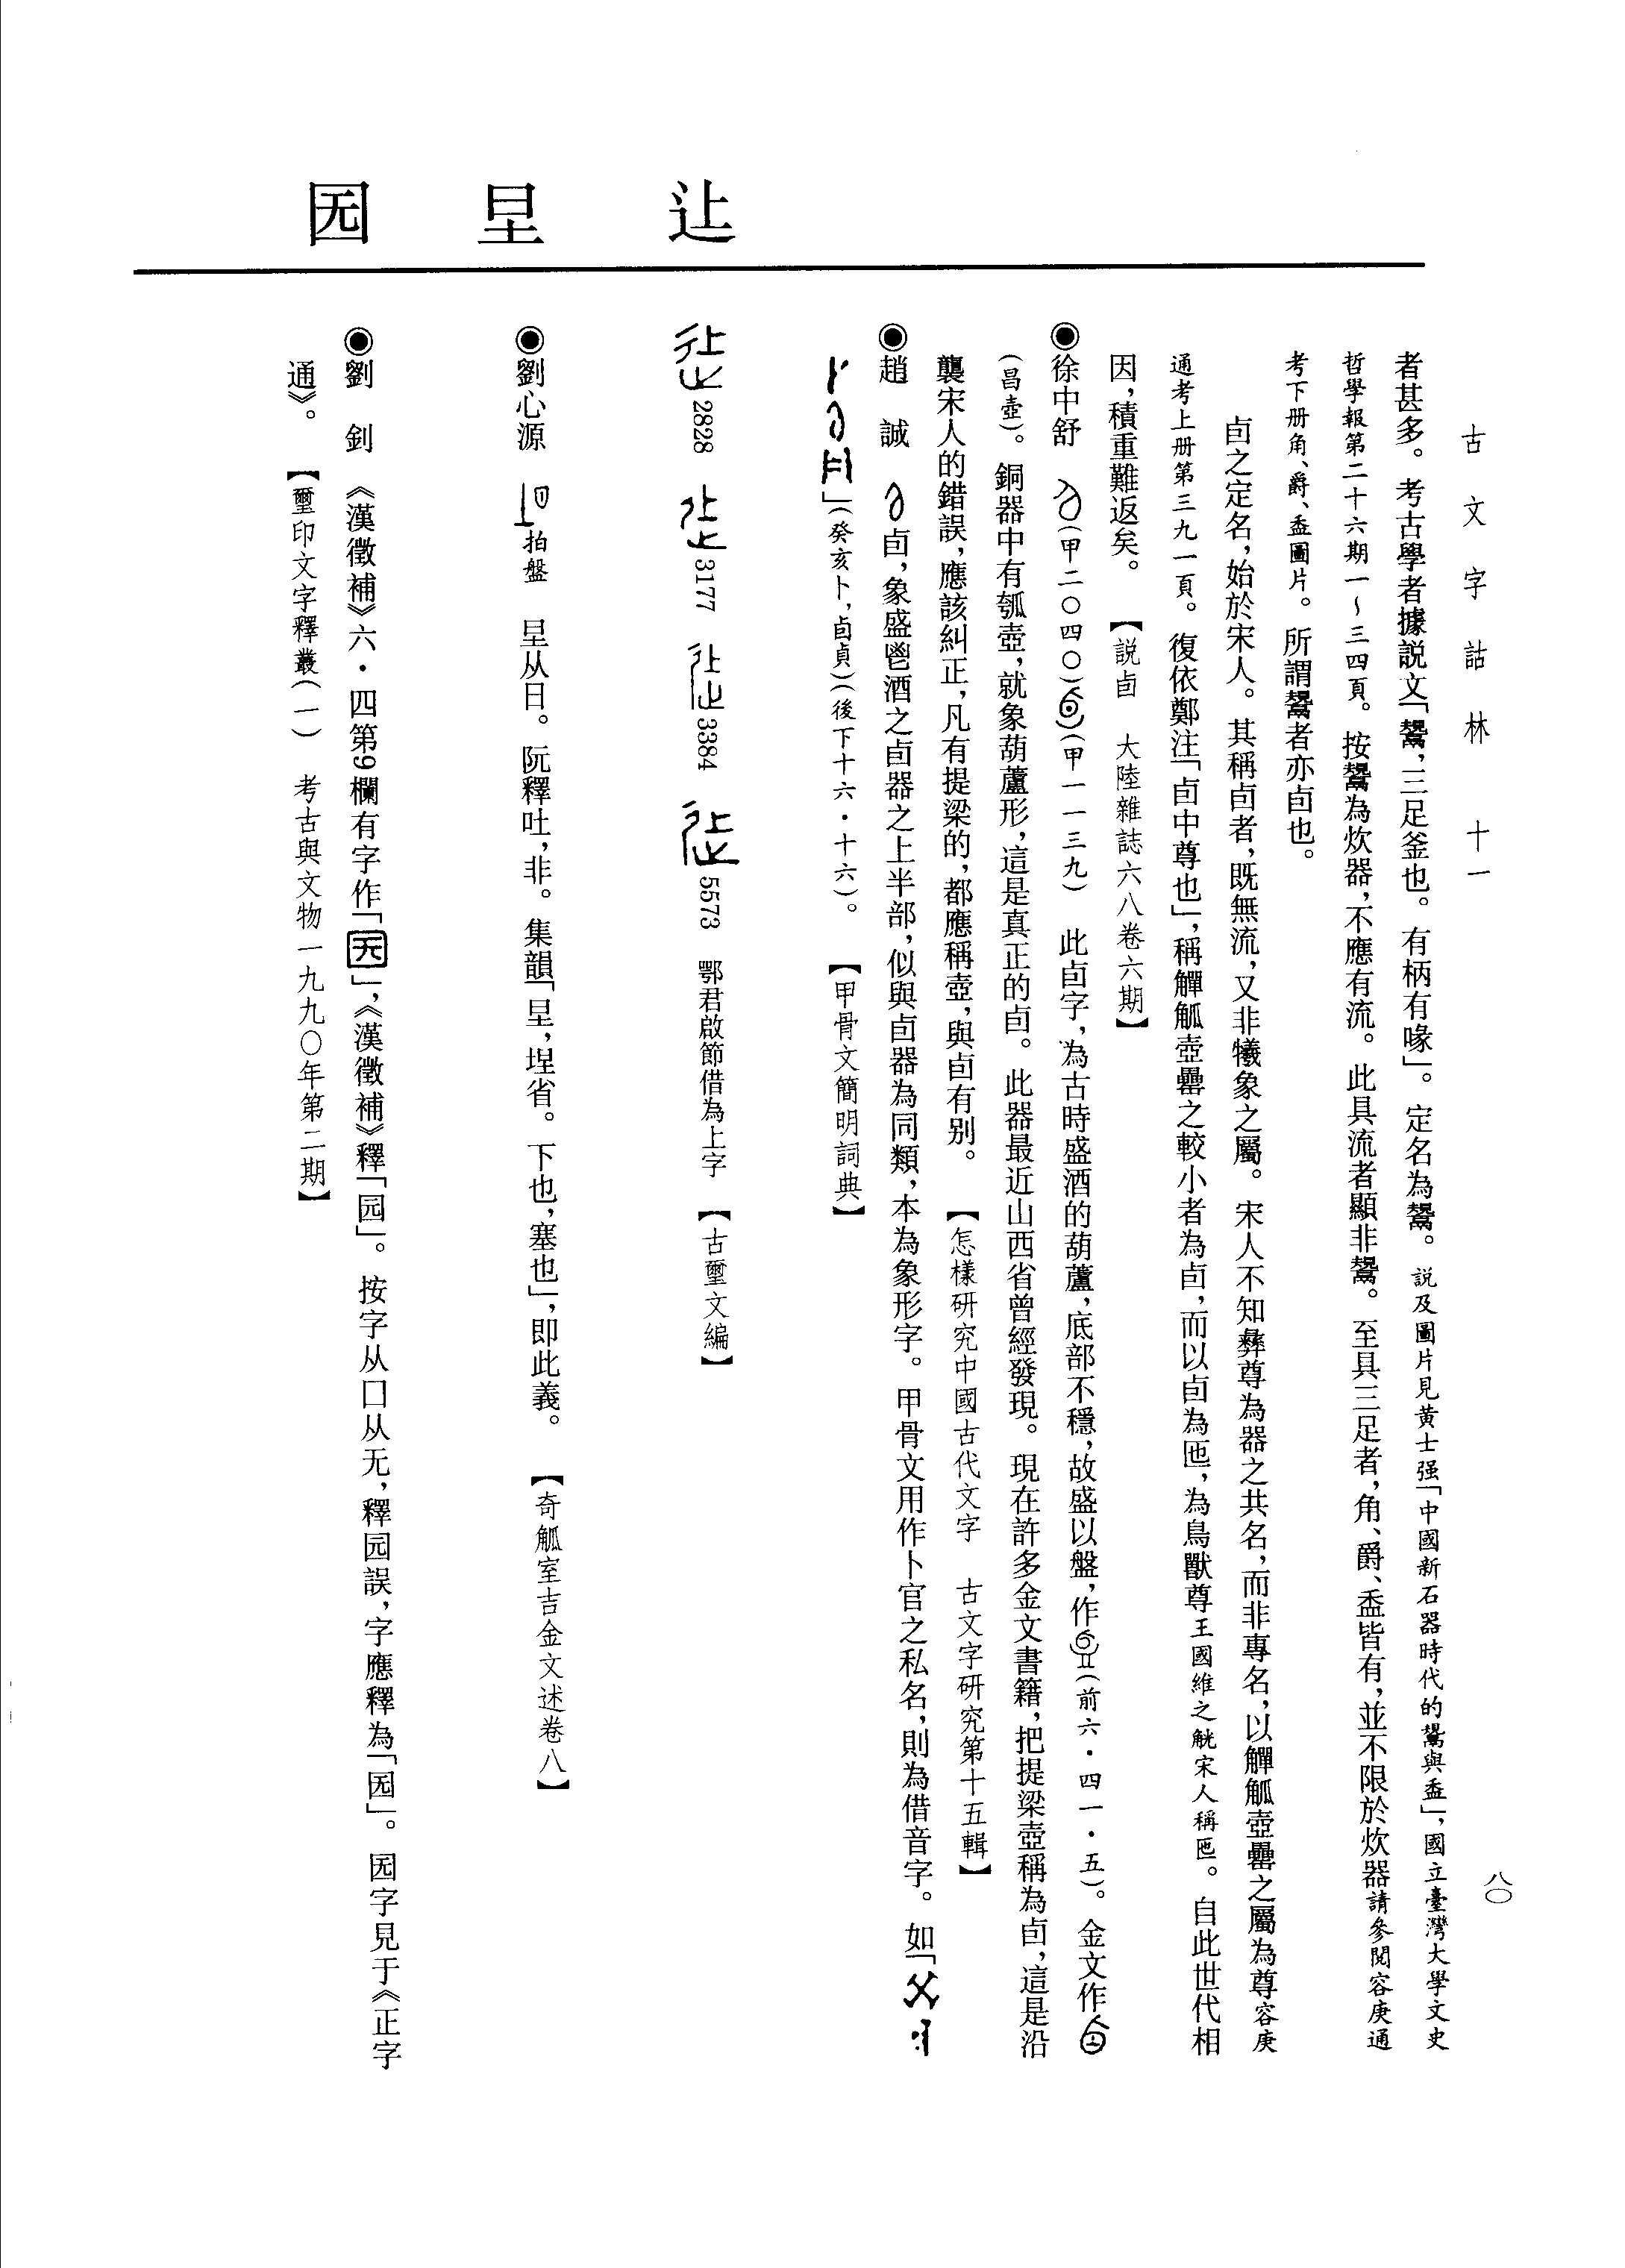 古文字詁林 十一
八〇
者甚多。考古學者據說文「鬹,三足釜也。有柄有喙」。定名為鬹。說及圖片見黄士强「中國新石器時代的鬹與盉」,國立臺灣大學文史
哲學報第二十六期一～三四頁。按鬹為炊器,不應有流。此具流者顯非鬹。至具三足者,角、爵、盉皆有,並不限於炊器請參閱容庚通
考下册角、爵、盉圖片。所謂鬹者亦卣也。
卣之定名,始於宋人。其稱卣者,既無流,又非犧象之屬。宋人不知彝尊為器之共名,而非專名,以觶觚壺罍之屬為尊容庚
通考上册第三九一頁。復依鄭注「卣中尊也」,稱觶觚壺罍之較小者為卣,而以卣為匜,為鳥獸尊王國維之觥宋人稱匜。自此世代相
因,積重難返矣。【説卣 大陸雜誌六八卷六期】
◉徐中舒 (甲二〇四〇)(甲一一三九) 此卣字,為古時盛酒的葫蘆,底部不穩,故盛以盤,作(前六·四一·五)。金文作
(昌壺)。銅器中有瓠壺,就象葫蘆形,這是真正的卣。此器最近山西省曾經發現。現在許多金文書籍,把提梁壺稱為卣,這是沿
襲宋人的錯誤,應該糾正,凡有提梁的,都應稱壺,與卣有別。【怎樣研究中國古代文字 古文字研究第十五輯】
◉趙 誠 卣,象盛鬯酒之卣器之上半部,似與卣器為同類,本為象形字。甲骨文用作卜官之私名,則為借音字。如「
」(癸亥卜,卣貞)(後下十六·十六)。【甲骨文簡明詞典】
辿
2828 3177 3384 5573 鄂君啟節借為上字 【古璽文編】
㫗
◉劉心源 拍盤 㫗从日。阮釋吐,非。集韻「㫗,埕省。下也,塞也」,即此義。【奇觚室吉金文述卷八】
园
◉劉 釗 《漢徵補》六·四第9欄有字作「」,《漢徵補》釋「园」。按字从囗从无,釋园誤,字應釋為「」。字見于《正字
通》。【璽印文字釋叢(一) 考古與文物一九九〇年第二期】